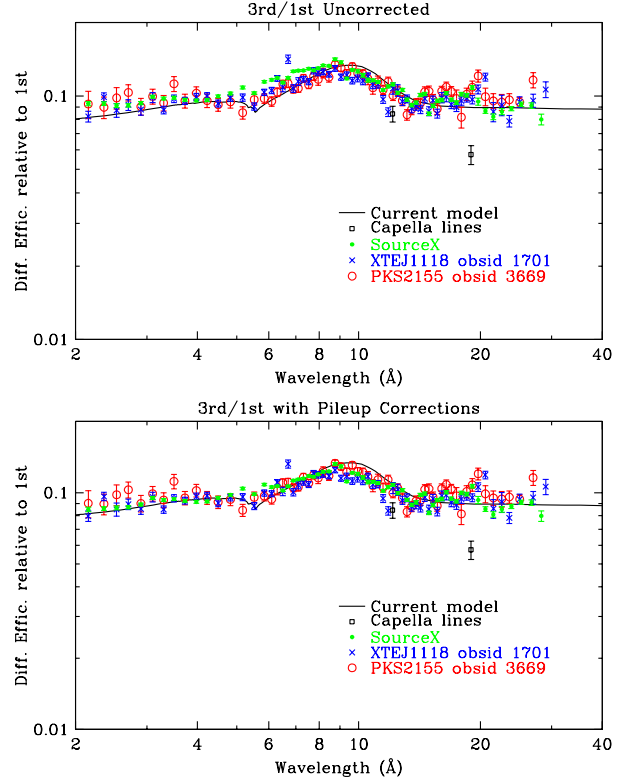 3rd/1st Uncorrected
Diff. Effic. relative to 1st
0.1
0.01
Current model
Capella lines
SourceX
XTEJ1118 obsid 1701
PKS2155 obsid 3669
2 4 6 8 10 20 40
Wavelength (Å)
3rd/1st with Pileup Corrections
Diff. Effic. relative to 1st
0.1
0.01
Current model
Capella lines
SourceX
XTEJ1118 obsid 1701
PKS2155 obsid 3669
2 4 6 8 10 20 40
Wavelength (Å)